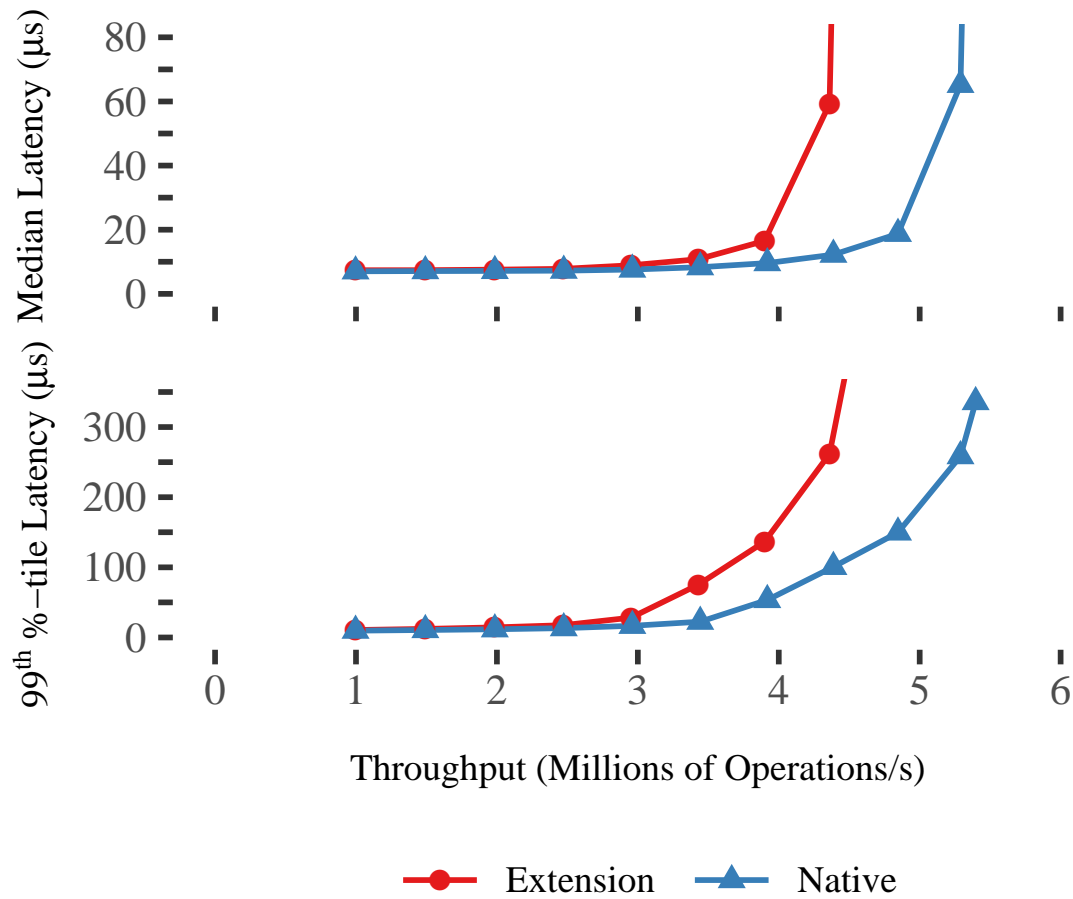 Median Latency (μs)
80
60
40
20
0
99th %−tile Latency (μs)
300
200
100
0
0 1 2 3 4 5 6
Throughput (Millions of Operations/s)
Extension Native